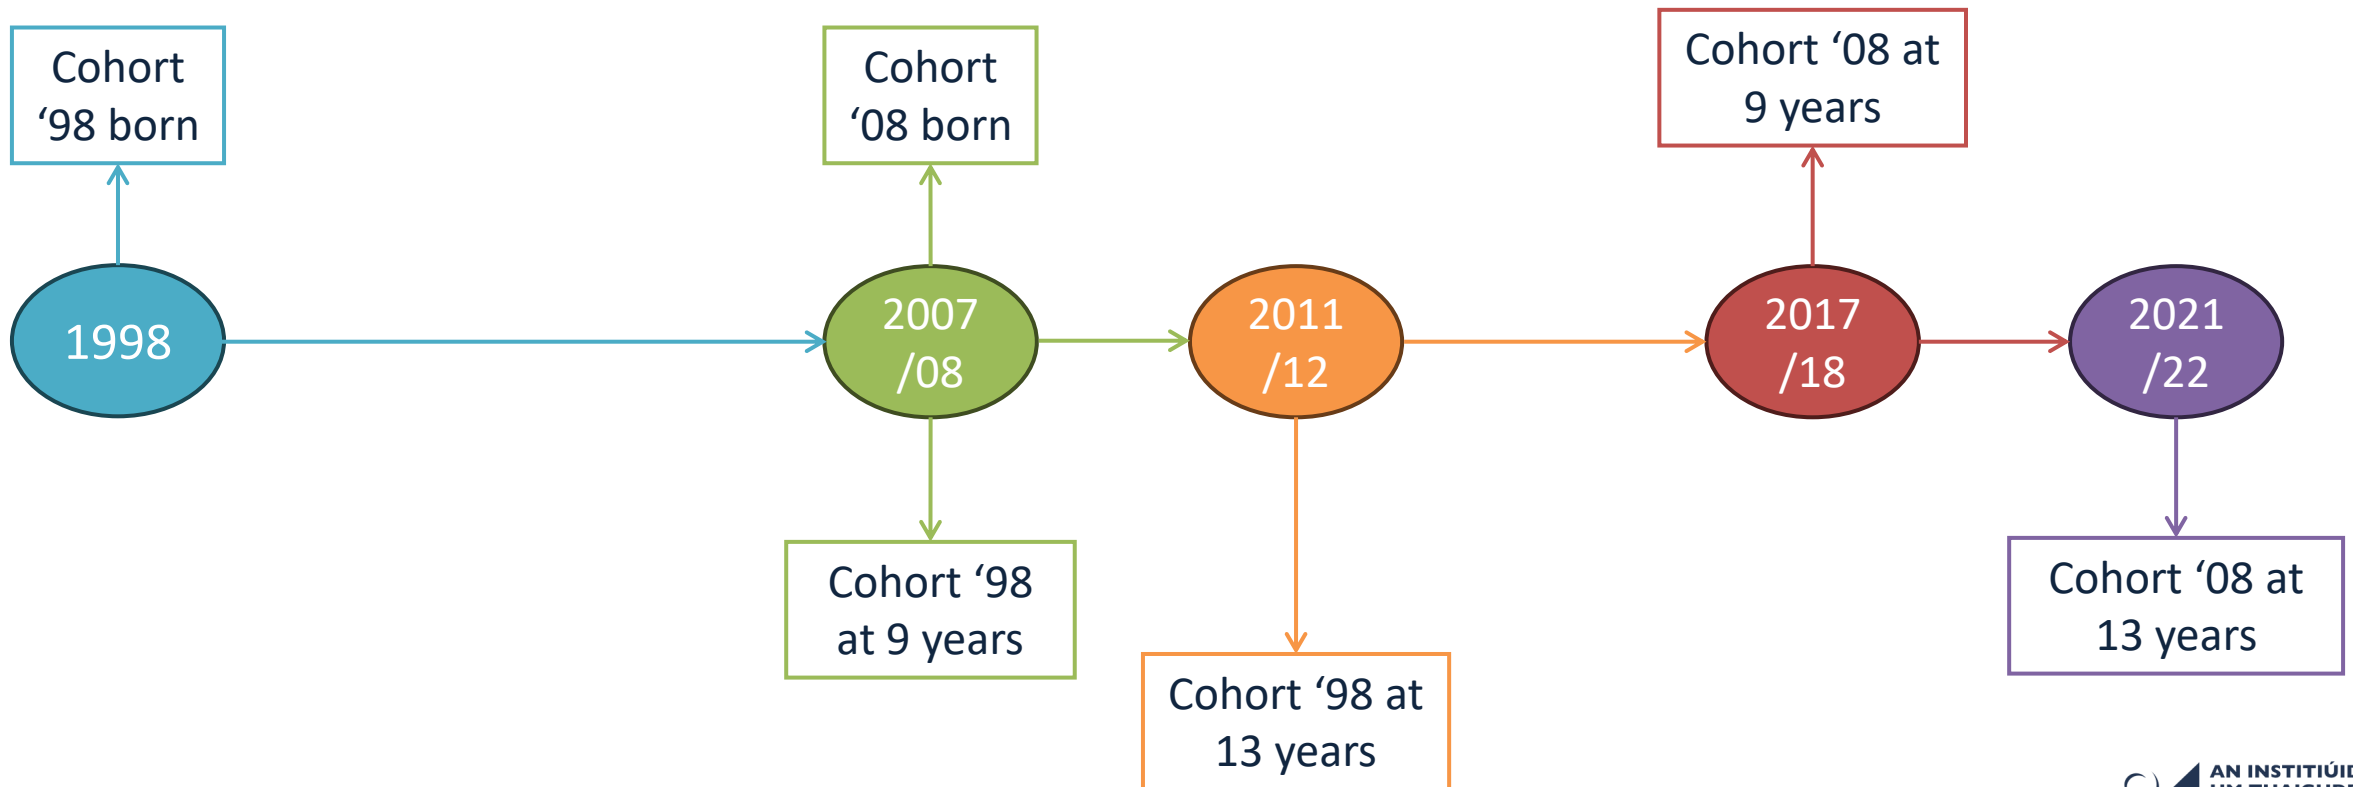 Cohort
‘98 born
Cohort
‘08 born
Cohort ‘08 at
9 years
1998
2007
/08
2011
/12
2017
/18
2021
/22
Cohort ‘98
at 9 years
Cohort ‘98 at
13 years
Cohort ‘08 at
13 years
AN INSTITIÚID